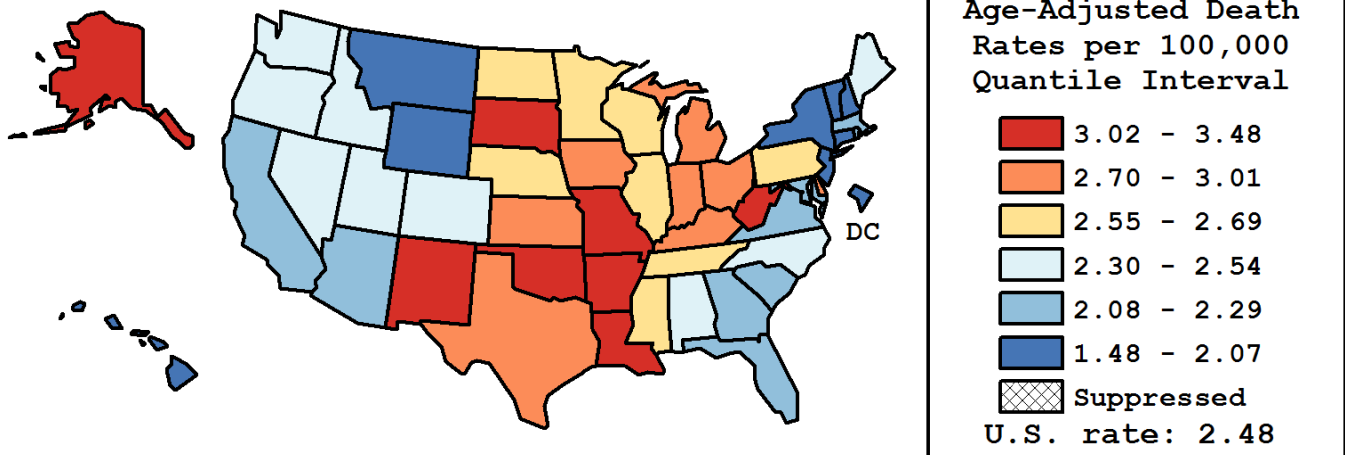 DC
Age-Adjusted Death
Rates per 100,000
Quantile Interval
3.02 - 3.48
2.70 - 3.01
2.55 - 2.69
2.30 - 2.54
2.08 - 2.29
1.48 - 2.07
Suppressed
U.S. rate: 2.48